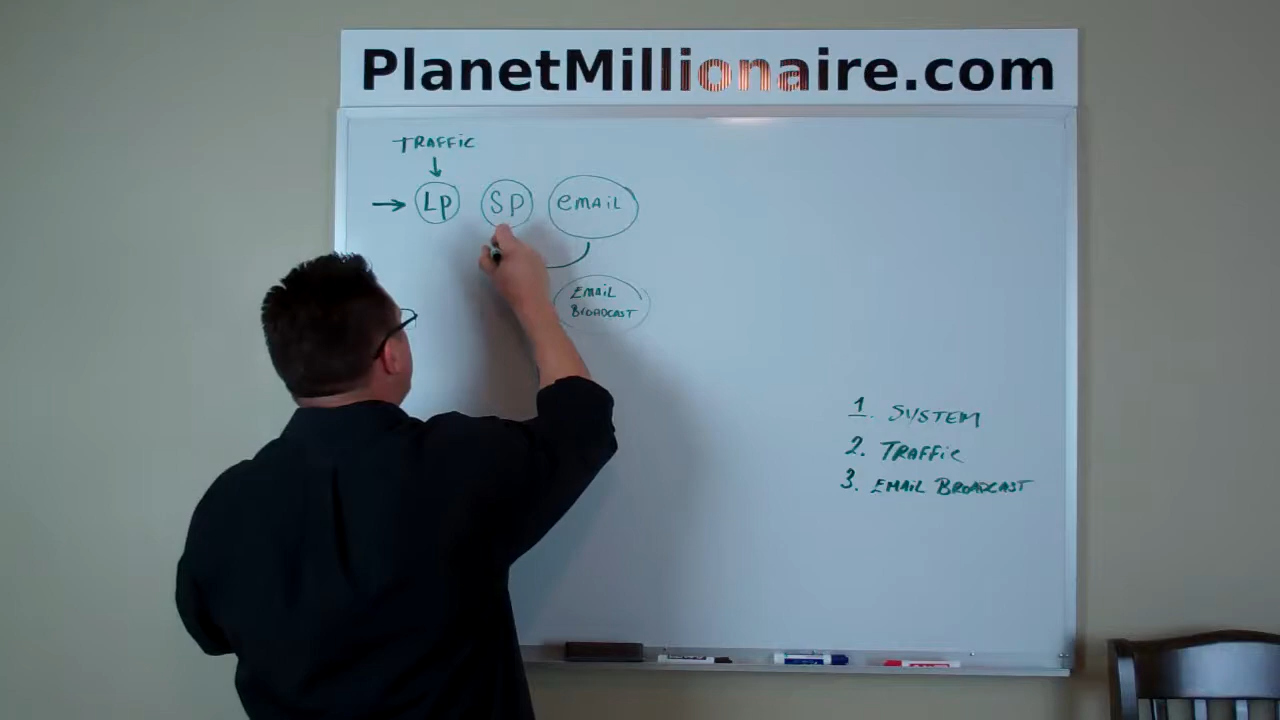 PlanetMillionaire.com
TRAFFIC
LP SP eMAIL
EMAIL
BROADCAST
1. SYSTEM
2. TRAFFIC
3. EMAIL BROADCAST